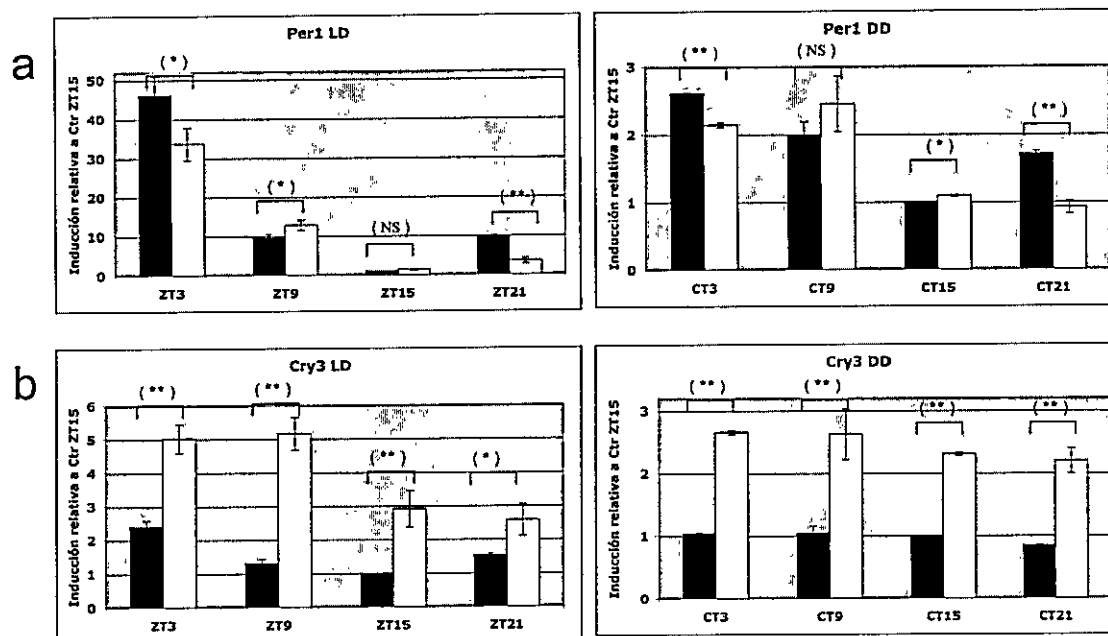 a
Per1 LD
Inducción relativa a Ctr ZT15
50
40
30
20
10
0
(*)
(*)
(NS)
(**)
ZT3 ZT9 ZT15 ZT21
Per1 DD
Inducción relativa a Ctr ZT15
3
2
1
0
(**)
(NS)
(*)
(**)
CT3 CT9 CT15 CT21
b
Cry3 LD
Inducción relativa a Ctr ZT15
6
5
4
3
2
1
0
(**)
(**)
(**)
(*)
ZT3 ZT9 ZT15 ZT21
Cry3 DD
Inducción relativa a Ctr ZT15
3
2
1
0
(**)
(**)
(**)
(**)
CT3 CT9 CT15 CT21